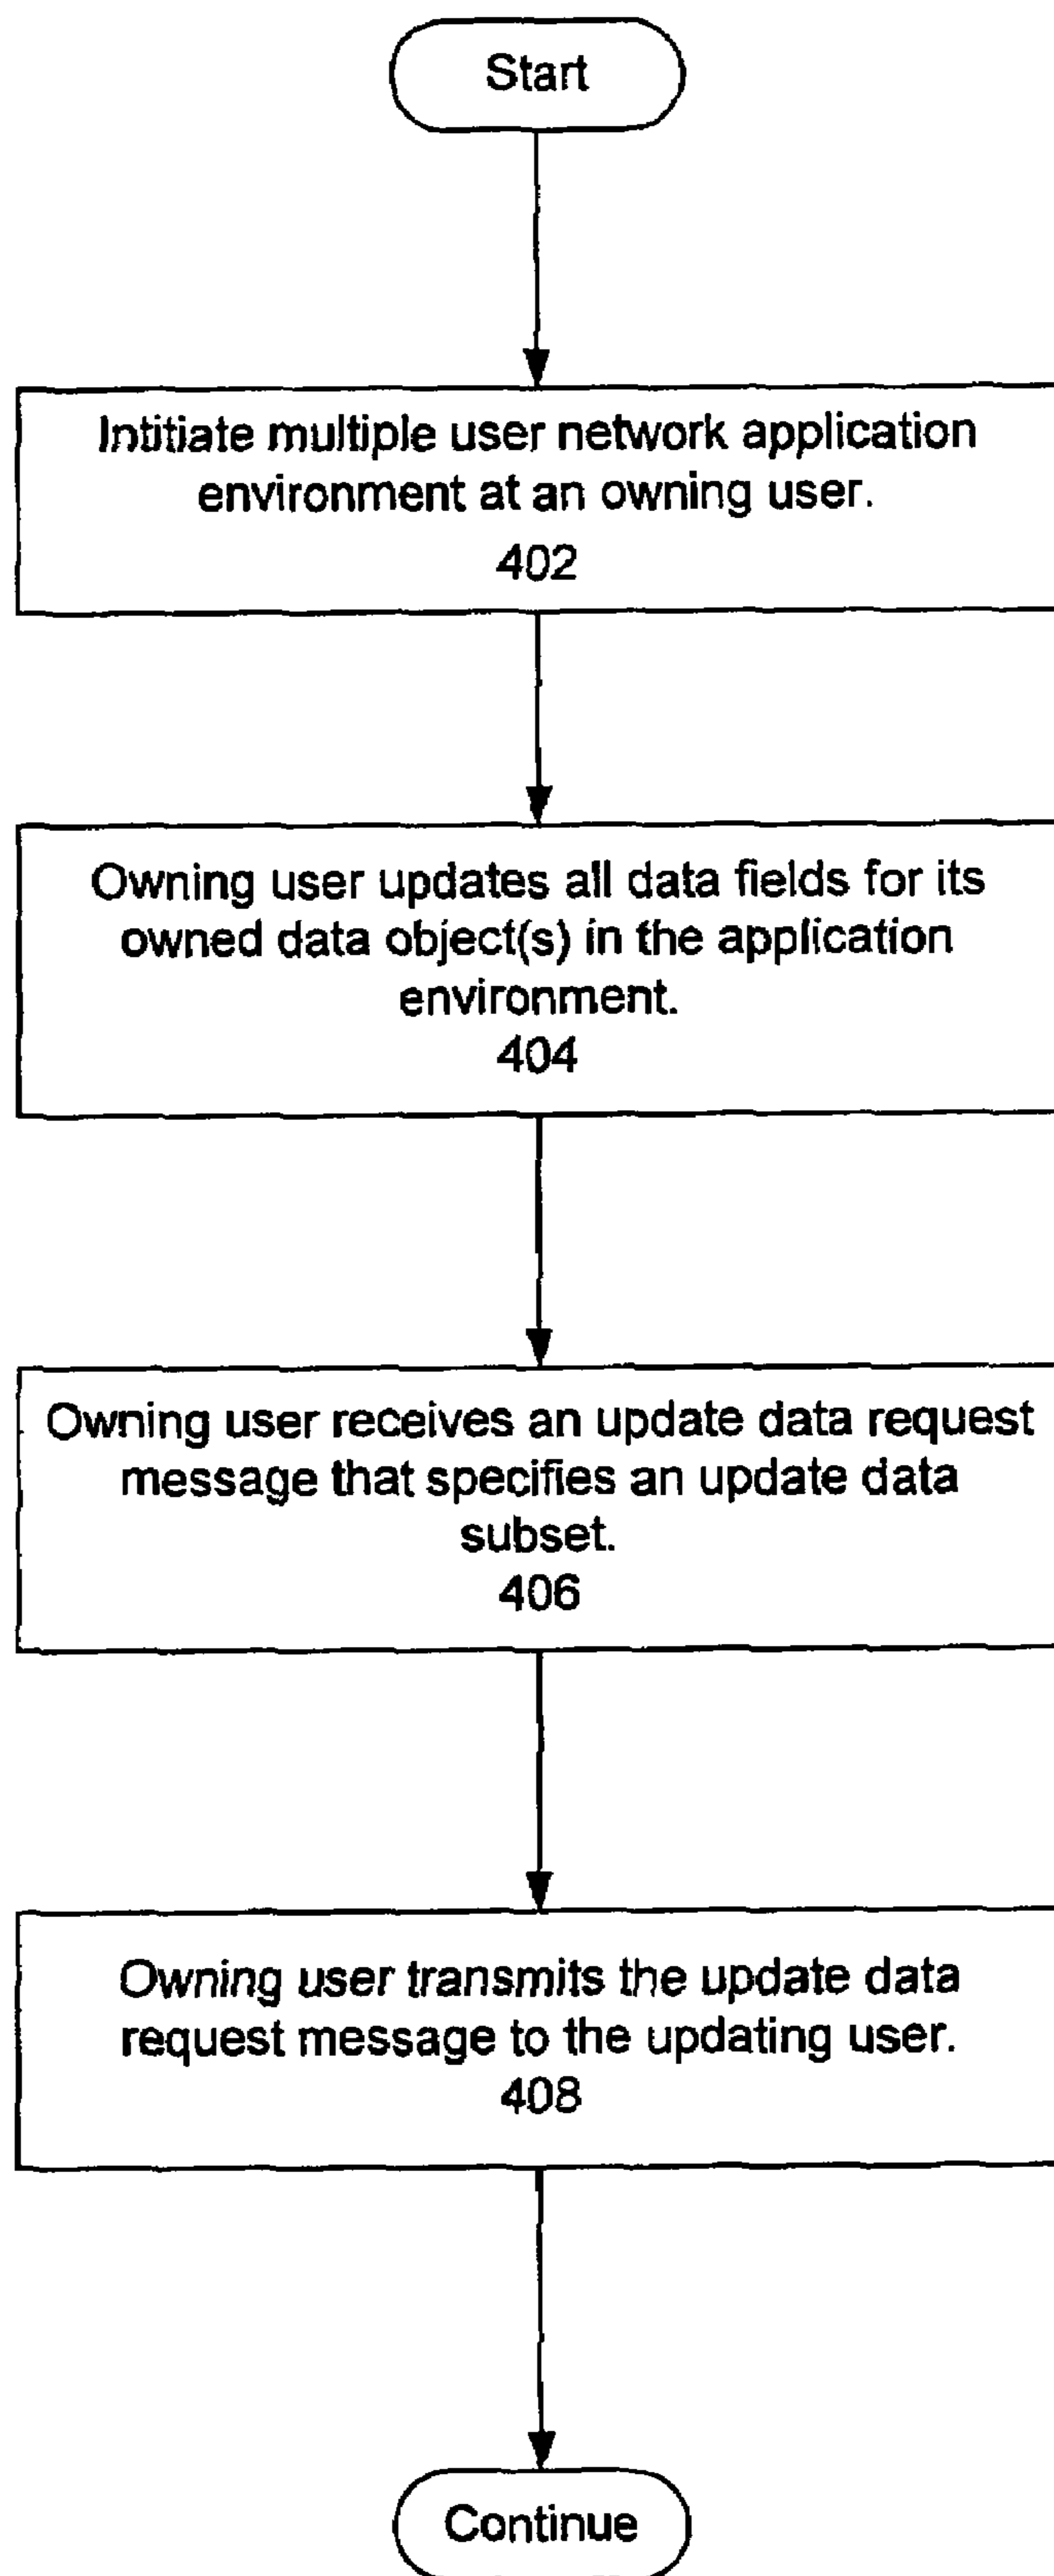 Start
Intitiate multiple user network application
environment at an owning user.
402
Owning user updates all data fields for its
owned data object(s) in the application
environment.
404
Owning user receives an update data request
message that specifies an update data
subset.
406
Owning user transmits the update data
request message to the updating user.
408
Continue